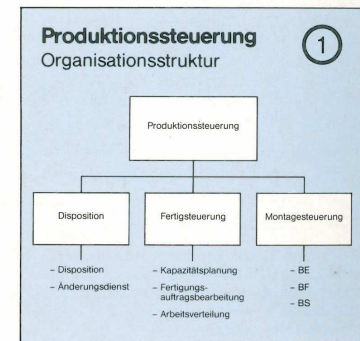 Produktionssteuerung
Organisationsstruktur
1
Produktionssteuerung
Disposition
Fertigsteuerung
Montagesteuerung
– Disposition
– Änderungsdienst
– Kapazitätsplanung
– Fertigungs-
auftragsbearbeitung
– Arbeitsverteilung
– BE
– BF
– BS